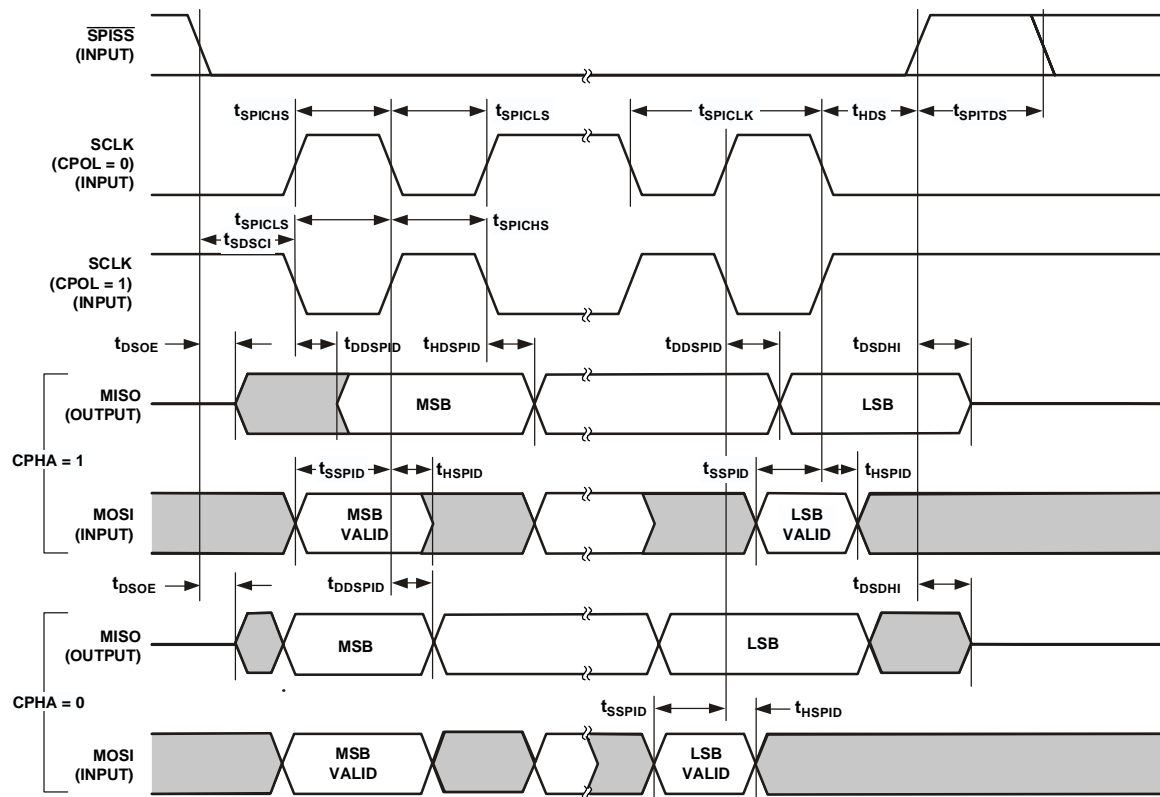 SPISS
(INPUT)
tSPICHS
tSPICLS
tSPICLK
tHDS
tSPITDS
SCLK
(CPOL = 0)
(INPUT)
tSPICLS
tSPICHS
tSDSCI
SCLK
(CPOL = 1)
(INPUT)
tDSOE
tDDSPID
tHDSPID
tDDSPID
tDSDHI
MISO
(OUTPUT)
MSB
LSB
CPHA = 1
tSSPID
tHSPID
tSSPID
tHSPID
MOSI
(INPUT)
MSB
VALID
LSB
VALID
tDSOE
tDDSPID
tDSDHI
MISO
(OUTPUT)
MSB
LSB
CPHA = 0
tSSPID
tHSPID
MOSI
(INPUT)
MSB
VALID
LSB
VALID